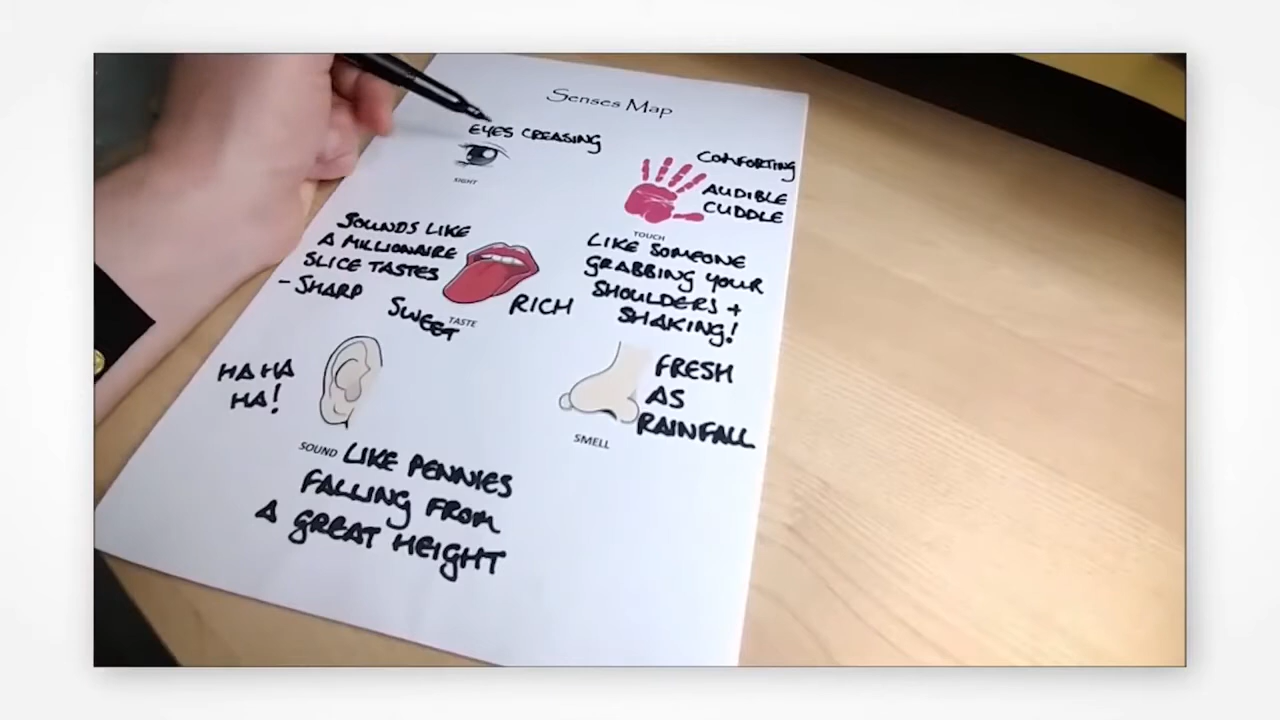 Senses Map
EYES CREASING
SIGHT
COMFORTING
AUDIBLE
CUDDLE
TOUCH
LIKE SOMEONE
GRABBING YOUR
SHOULDERS +
SHAKING!
SOUNDS LIKE
A MILLIONAIRE
SLICE TASTES
- SHARP
SWEET
RICH
TASTE
HA HA
HA!
SOUND
LIKE PENNIES
FALLING FROM
A GREAT HEIGHT
FRESH
AS
RAINFALL
SMELL